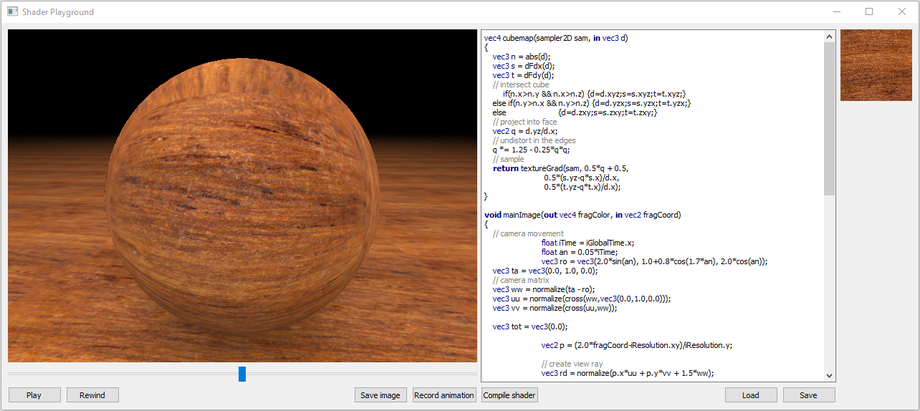 Shader Playground
vec4 cubemap(sampler2D sam, in vec3 d)
{
vec3 n = abs(d);
vec3 s = dFdx(d);
vec3 t = dFdy(d);
// intersect cube
if(n.x>n.y && n.x>n.z) {d=d.xyz;s=s.xyz;t=t.xyz;}
else if(n.y>n.x && n.y>n.z) {d=d.yzx;s=s.yzx;t=t.yzx;}
else {d=d.zxy;s=s.zxy;t=t.zxy;}
// project into face
vec2 q = d.yz/d.x;
// undistort in the edges
q *= 1.25 - 0.25*q*q;
// sample
return textureGrad(sam, 0.5*q + 0.5,
0.5*(s.yz-q*s.x)/d.x,
0.5*(t.yz-q*t.x)/d.x);
}
void mainImage(out vec4 fragColor, in vec2 fragCoord)
{
// camera movement
float iTime = iGlobalTime.x;
float an = 0.05*iTime;
vec3 ro = vec3(2.0*sin(an), 1.0+0.8*cos(1.7*an), 2.0*cos(an));
vec3 ta = vec3(0.0, 1.0, 0.0);
// camera matrix
vec3 ww = normalize(ta - ro);
vec3 uu = normalize(cross(ww,vec3(0.0,1.0,0.0)));
vec3 vv = normalize(cross(uu,ww));
vec3 tot = vec3(0.0);
vec2 p = (2.0*fragCoord-iResolution.xy)/iResolution.y;
// create view ray
vec3 rd = normalize(p.x*uu + p.y*vv + 1.5*ww);
Play Rewind Save image Record animation Compile shader Load Save